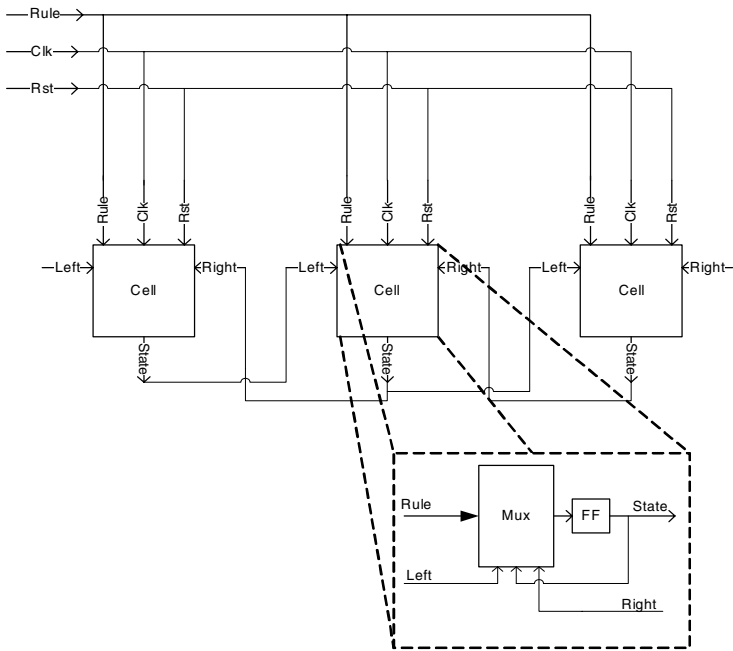 Rule
Clk
Rst
Rule
Clk
Rst
Rule
Clk
Rst
Rule
Clk
Rst
Left
Cell
Right
Left
Cell
Right
Left
Cell
Right
State
State
State
Rule
Mux
FF
State
Left
Right